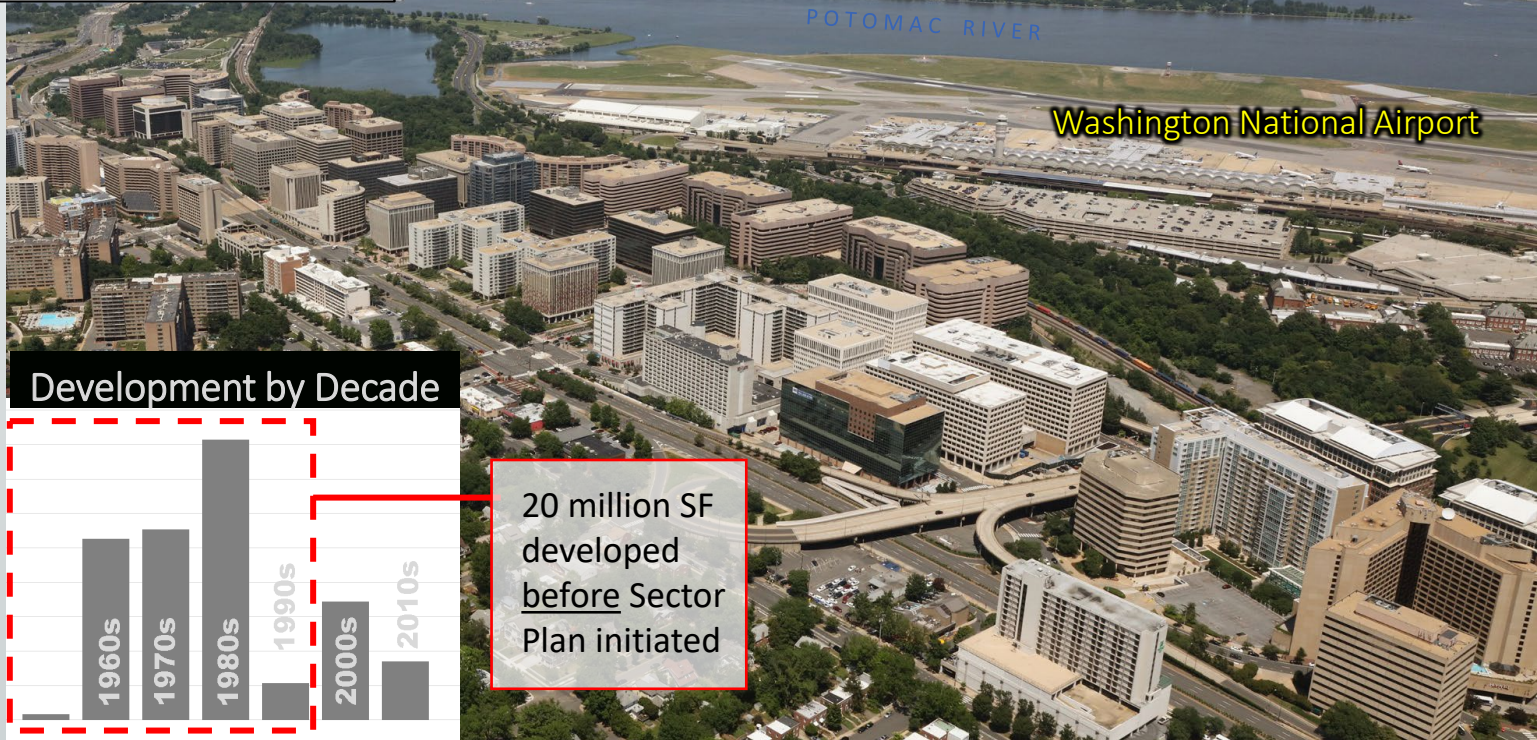 POTOMAC RIVER
Washington National Airport
Development by Decade
1960s
1970s
1980s
1990s
2000s
2010s
20 million SF
developed
before Sector
Plan initiated